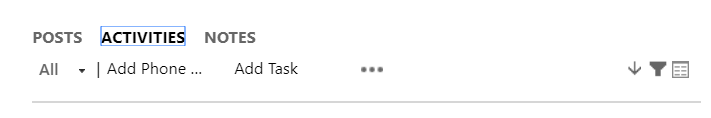 POSTS ACTIVITIES NOTES
All | Add Phone ... Add Task •••